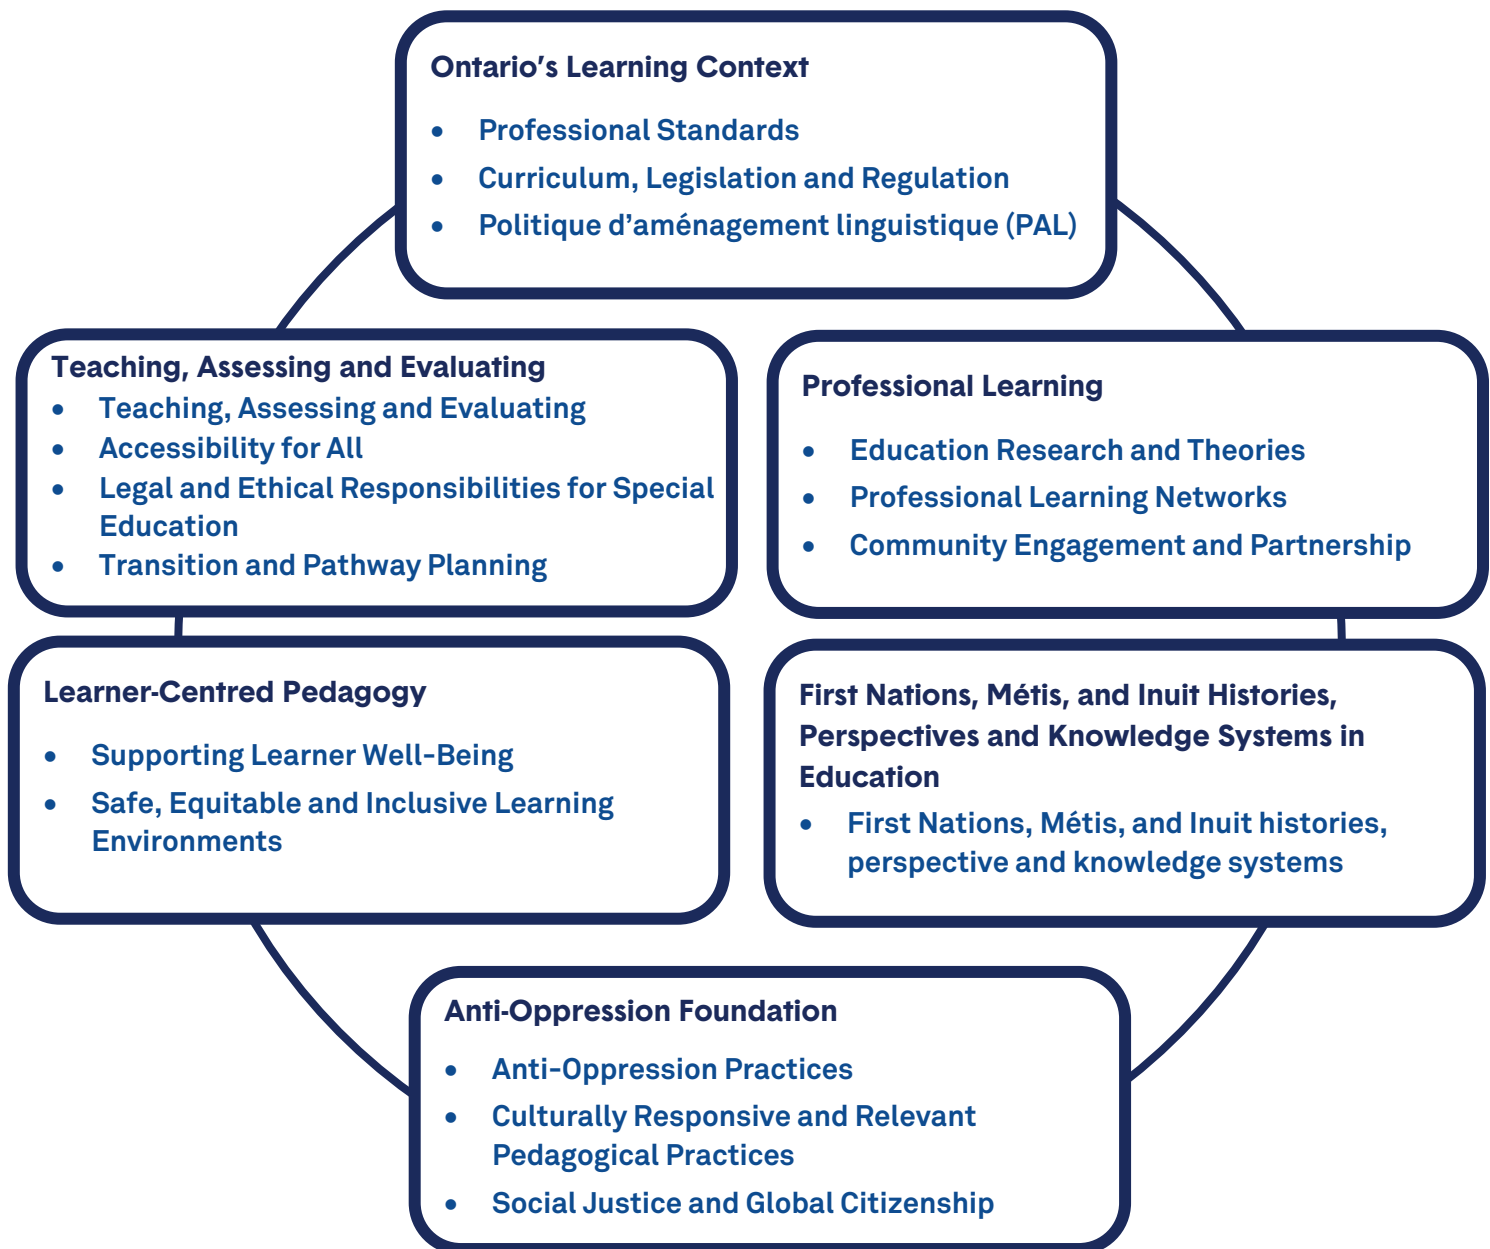 Ontario's Learning Context
• Professional Standards
• Curriculum, Legislation and Regulation
• Politique d'aménagement linguistique (PAL)
Teaching, Assessing and Evaluating
• Teaching, Assessing and Evaluating
• Accessibility for All
• Legal and Ethical Responsibilities for Special
Education
• Transition and Pathway Planning
Professional Learning
• Education Research and Theories
• Professional Learning Networks
• Community Engagement and Partnership
Learner-Centred Pedagogy
• Supporting Learner Well-Being
• Safe, Equitable and Inclusive Learning
Environments
First Nations, Métis, and Inuit Histories,
Perspectives and Knowledge Systems in
Education
• First Nations, Métis, and Inuit histories,
perspective and knowledge systems
Anti-Oppression Foundation
• Anti-Oppression Practices
• Culturally Responsive and Relevant
Pedagogical Practices
• Social Justice and Global Citizenship